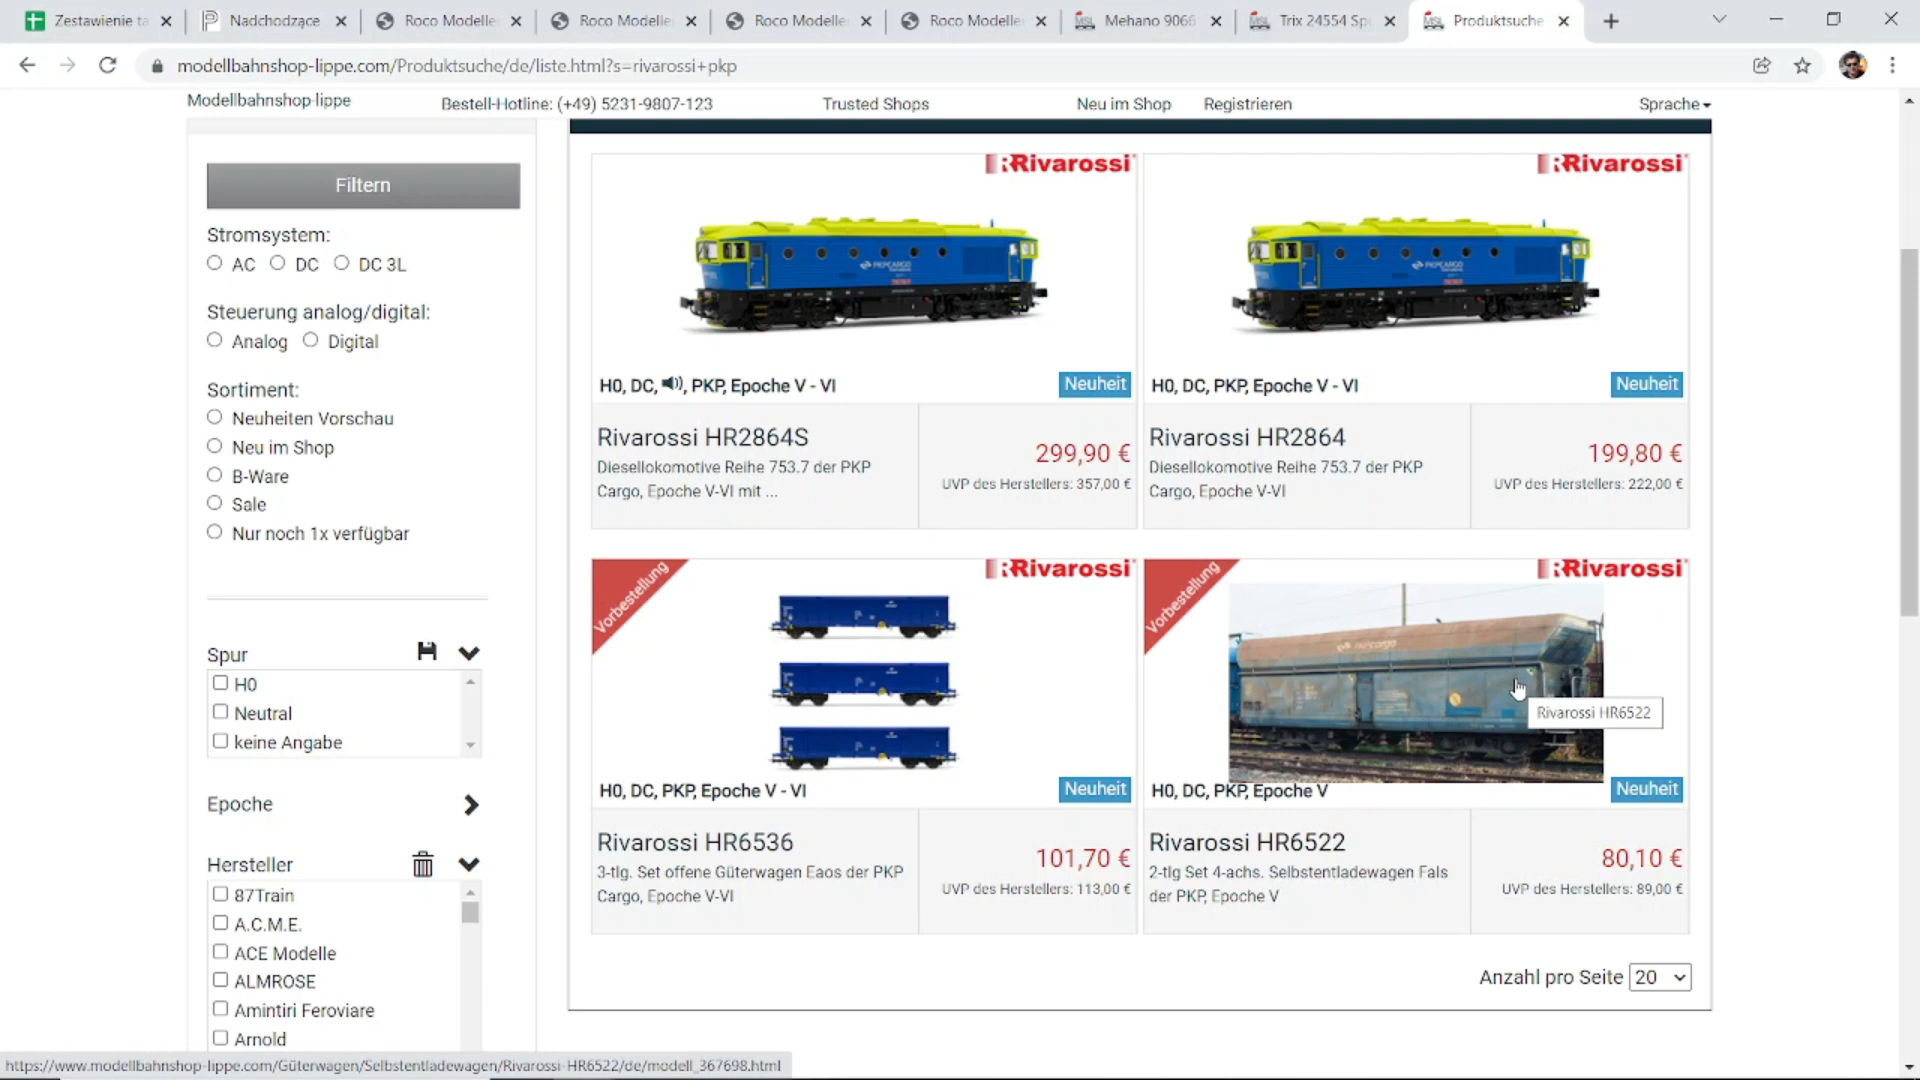 Zestawienie ta
Nadchodzące
Roco Modelle
Roco Modelle
Roco Modelle
Roco Modelle
Mehano 9066
Trix 24554 Sp
Produktsuche
modellbahnshop-lippe.com/Produktsuche/de/liste.html?s=rivarossi+pkp
Modellbahnshop-lippe
Bestell-Hotline: (+49) 5231-9807-123
Trusted Shops
Neu im Shop
Registrieren
Sprache
Filtern
Stromsystem:
AC DC DC 3L
Steuerung analog/digital:
Analog Digital
Sortiment:
Neuheiten Vorschau
Neu im Shop
B-Ware
Sale
Nur noch 1x verfügbar
Spur
H0
Neutral
keine Angabe
Epoche
Hersteller
87Train
A.C.M.E.
ACE Modelle
ALMROSE
Amintiri Feroviare
Arnold
Rivarossi
PKP CARGO
H0, DC, , PKP, Epoche V - VI
Neuheit
Rivarossi HR2864S
Diesellokomotive Reihe 753.7 der PKP
Cargo, Epoche V-VI mit ...
299,90 €
UVP des Herstellers: 357,00 €
Rivarossi
PKP CARGO
H0, DC, PKP, Epoche V - VI
Neuheit
Rivarossi HR2864
Diesellokomotive Reihe 753.7 der PKP
Cargo, Epoche V-VI
199,80 €
UVP des Herstellers: 222,00 €
Vorbestellung
Rivarossi
H0, DC, PKP, Epoche V - VI
Neuheit
Rivarossi HR6536
3-tlg. Set offene Güterwagen Eaos der PKP
Cargo, Epoche V-VI
101,70 €
UVP des Herstellers: 113,00 €
Vorbestellung
Rivarossi
PKP CARGO
Rivarossi HR6522
H0, DC, PKP, Epoche V
Neuheit
Rivarossi HR6522
2-tlg Set 4-achs. Selbstentladewagen Fals
der PKP, Epoche V
80,10 €
UVP des Herstellers: 89,00 €
Anzahl pro Seite 20
https://www.modellbahnshop-lippe.com/Güterwagen/Selbstentladewagen/Rivarossi-HR6522/de/modell_367698.html